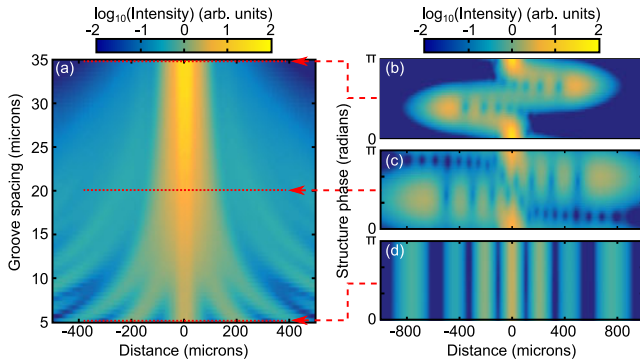 log₁₀(Intensity) (arb. units)
-2 -1 0 1 2
log₁₀(Intensity) (arb. units)
-2 -1 0 1 2
(a)
Groove spacing (microns)
35
30
25
20
15
10
5
-400 -200 0 200 400
Distance (microns)
Structure phase (radians)
(b)
π
0
(c)
π
0
(d)
π
0
-800 -400 0 400 800
Distance (microns)